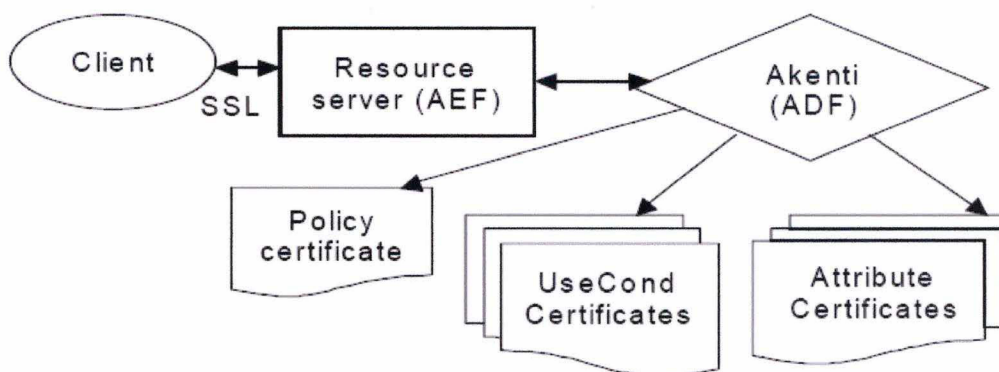 Client
SSL
Resource
server (AEF)
Akenti
(ADF)
Policy
certificate
UseCond
Certificates
Attribute
Certificates